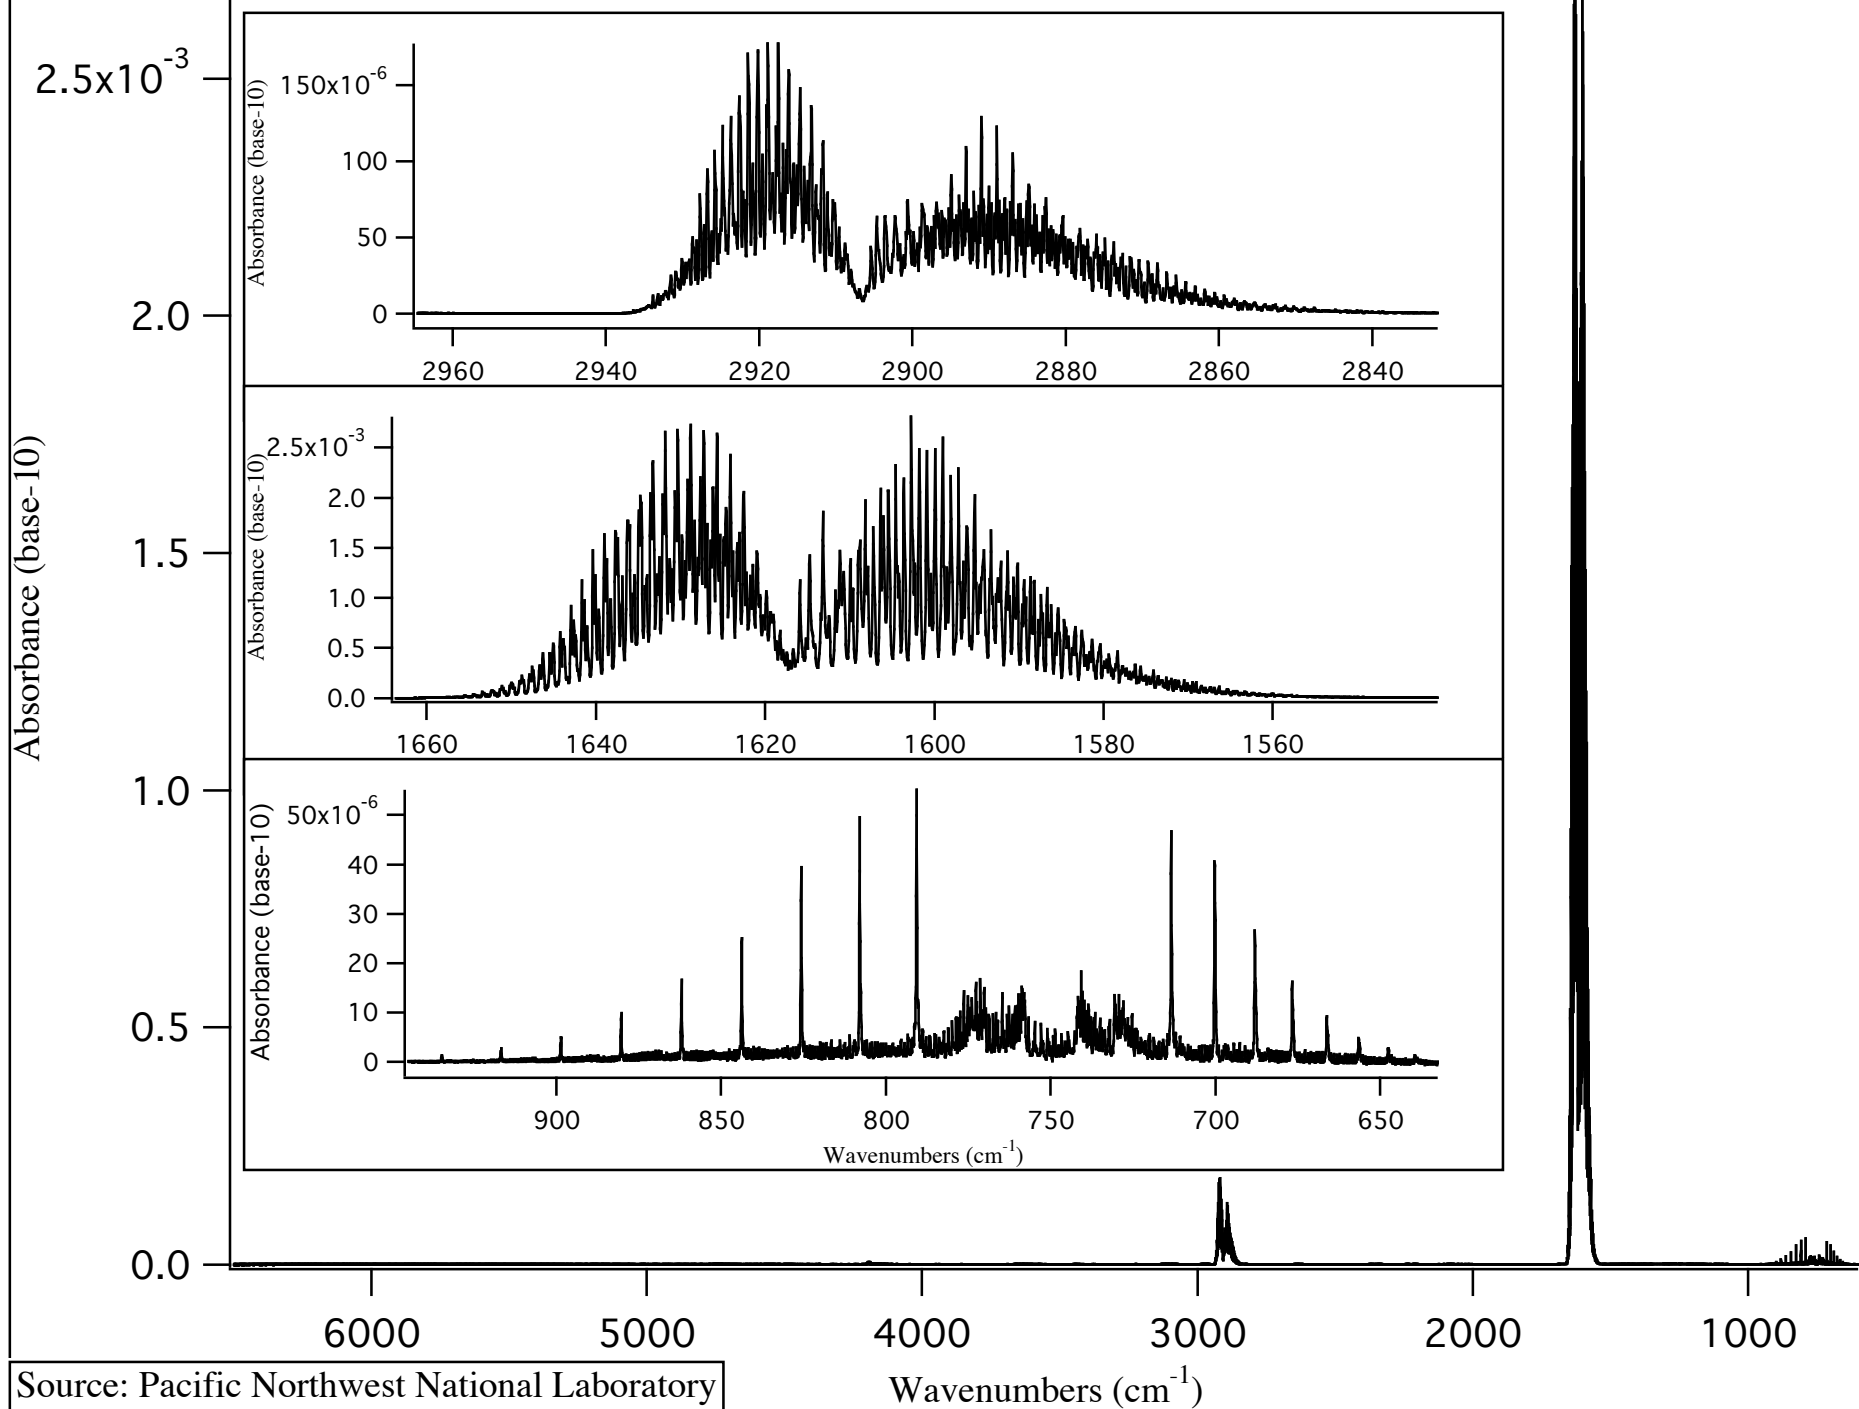 Absorbance (base-10)
2.5x10⁻³
2.0
1.5
1.0
0.5
0.0
Absorbance (base-10)
150x10⁻⁶
100
50
0
2960 2940 2920 2900 2880 2860 2840
Absorbance (base-10)
2.5x10⁻³
2.0
1.5
1.0
0.5
0.0
1660 1640 1620 1600 1580 1560
Absorbance (base-10)
50x10⁻⁶
40
30
20
10
0
900 850 800 750 700 650
Wavenumbers (cm⁻¹)
6000 5000 4000 3000 2000 1000
Source: Pacific Northwest National Laboratory
Wavenumbers (cm⁻¹)